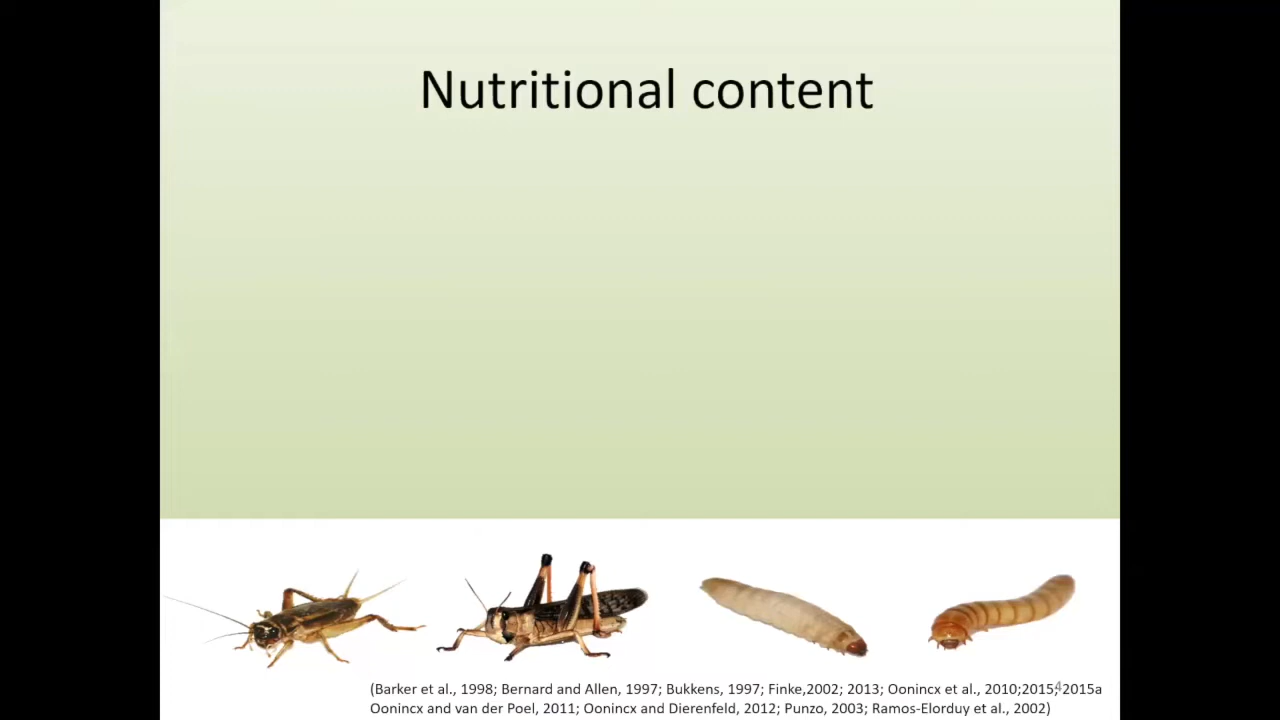 Nutritional content
(Barker et al., 1998; Bernard and Allen, 1997; Bukkens, 1997; Finke,2002; 2013; Oonincx et al., 2010;2015;2015a
Oonincx and van der Poel, 2011; Oonincx and Dierenfeld, 2012; Punzo, 2003; Ramos-Elorduy et al., 2002)
4